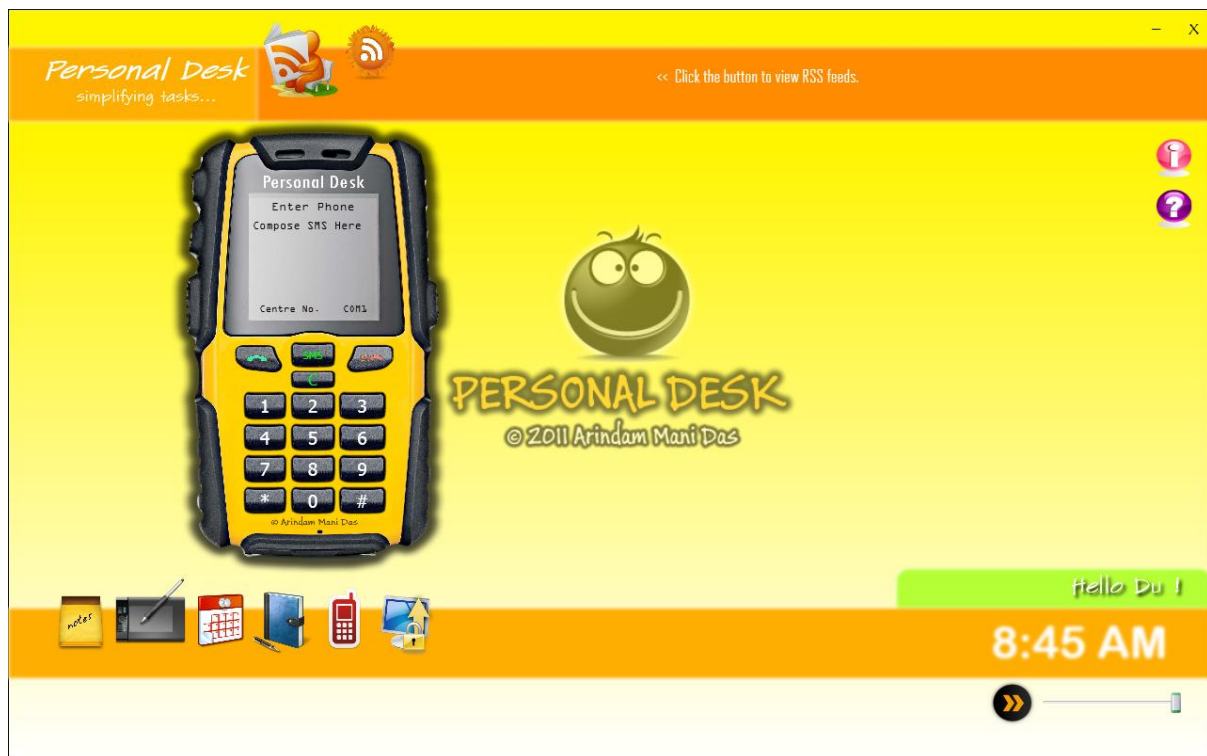 – X
Personal Desk
simplifying tasks...
<< Click the button to view RSS feeds.
Personal Desk
Enter Phone
Compose SMS Here
Centre No. COM1
SMS
C
1 2 3
4 5 6
7 8 9
* 0 #
© Arindam Mani Das
PERSONAL DESK
© 2011 Arindam Mani Das
i
?
Hello Du !
notes
8:45 AM